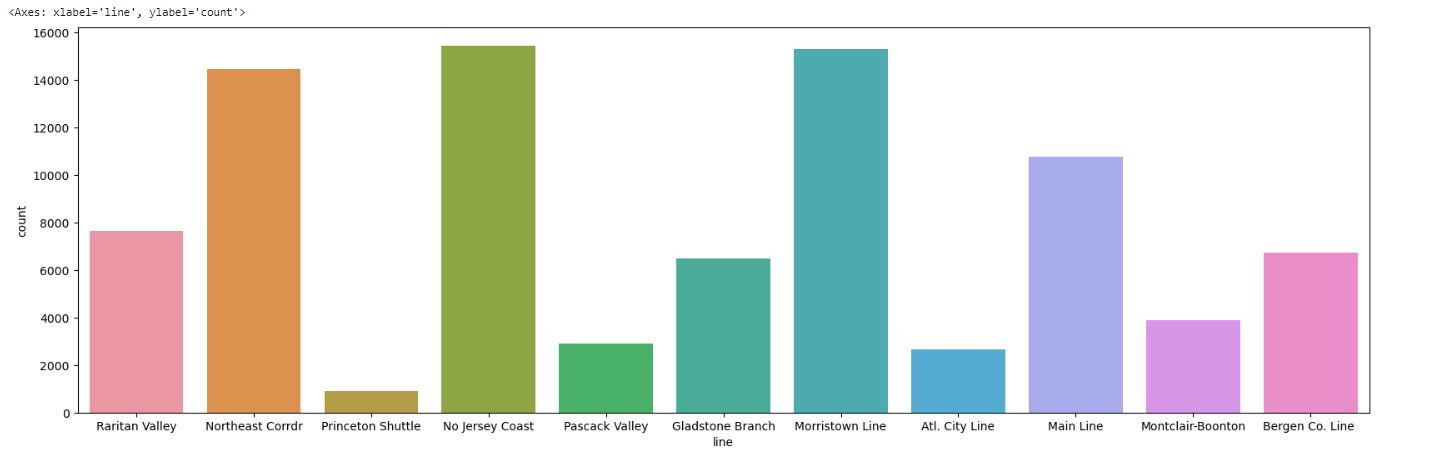 <Axes: xlabel='line', ylabel='count'>
16000
14000
12000
10000
8000
6000
4000
2000
0
count
Raritan Valley Northeast Corrdr Princeton Shuttle No Jersey Coast Pascack Valley Gladstone Branch Morristown Line Atl. City Line Main Line Montclair-Boonton Bergen Co. Line
line